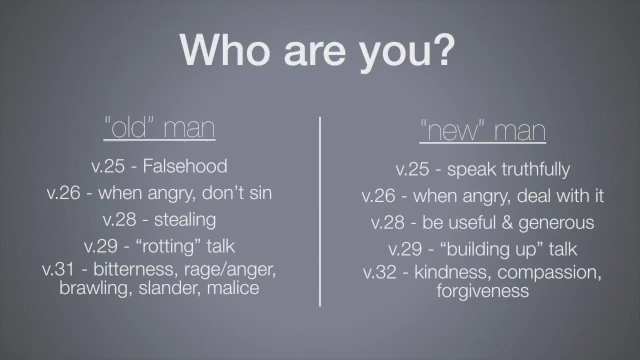 Who are you?
"old" man
v.25 - Falsehood
v.26 - when angry, don't sin
v.28 - stealing
v.29 - "rotting" talk
v.31 - bitterness, rage/anger,
brawling, slander, malice
"new" man
v.25 - speak truthfully
v.26 - when angry, deal with it
v.28 - be useful & generous
v.29 - "building up" talk
v.32 - kindness, compassion,
forgiveness